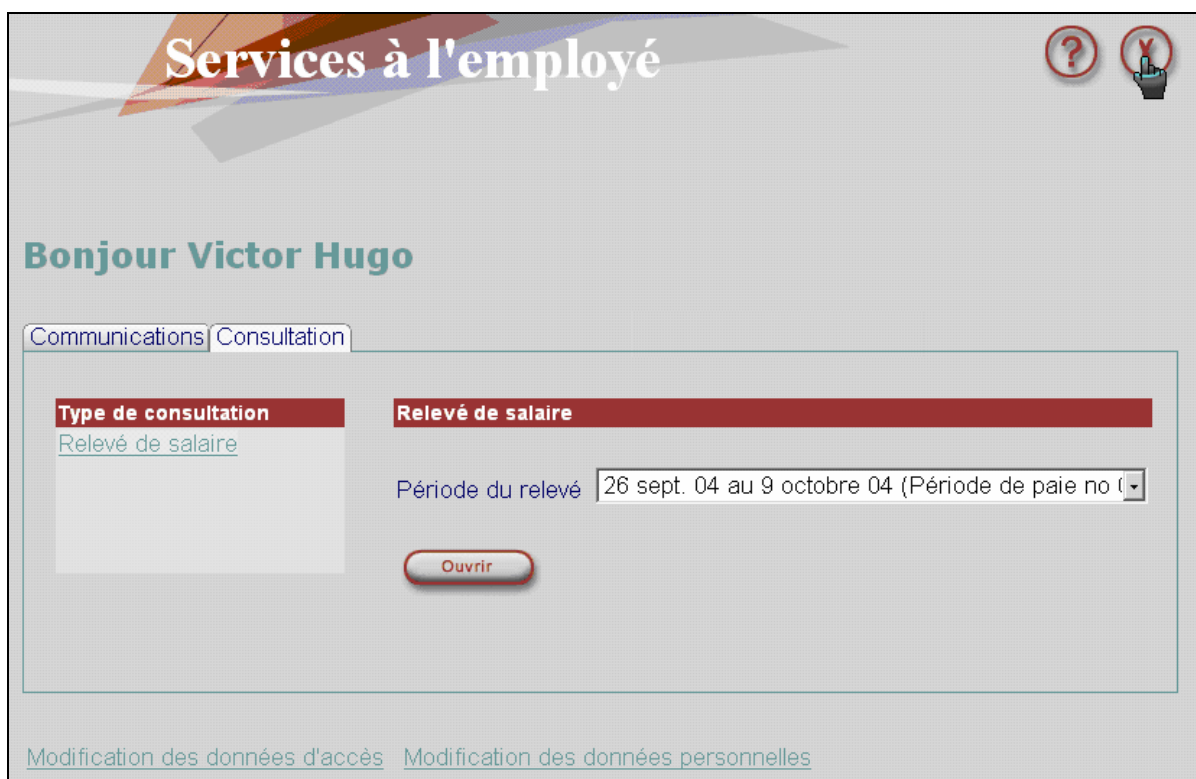 Services à l'employé
?
Bonjour Victor Hugo
Communications Consultation
Type de consultation
Relevé de salaire
Relevé de salaire
Période du relevé 26 sept. 04 au 9 octobre 04 (Période de paie no
Ouvrir
Modification des données d'accès Modification des données personnelles